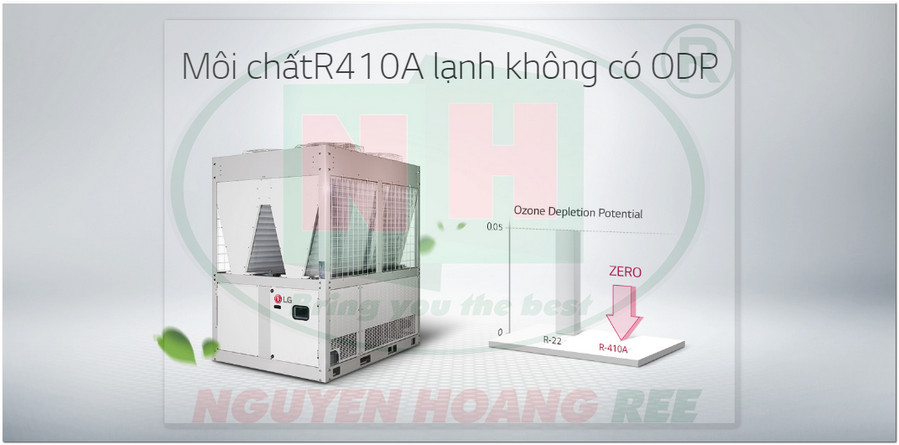 Môi chấtR410A lạnh không có ODP
®
NH
Ozone Depletion Potential
0.05
ZERO
LG
Bring you the best
0
R-22
R-410A
NGUYEN HOANG REE